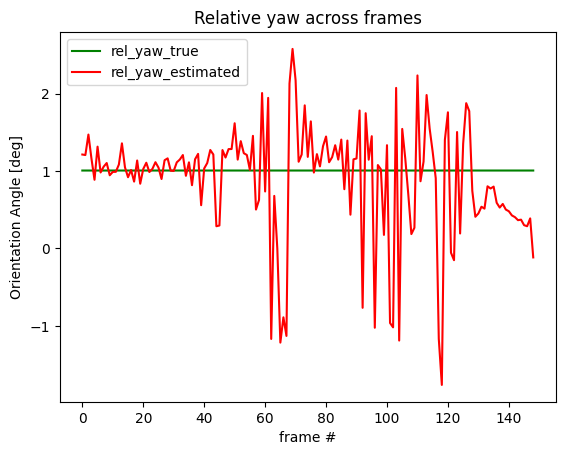 Relative yaw across frames
rel_yaw_true
rel_yaw_estimated
Orientation Angle [deg]
2
1
0
−1
0 20 40 60 80 100 120 140
frame #